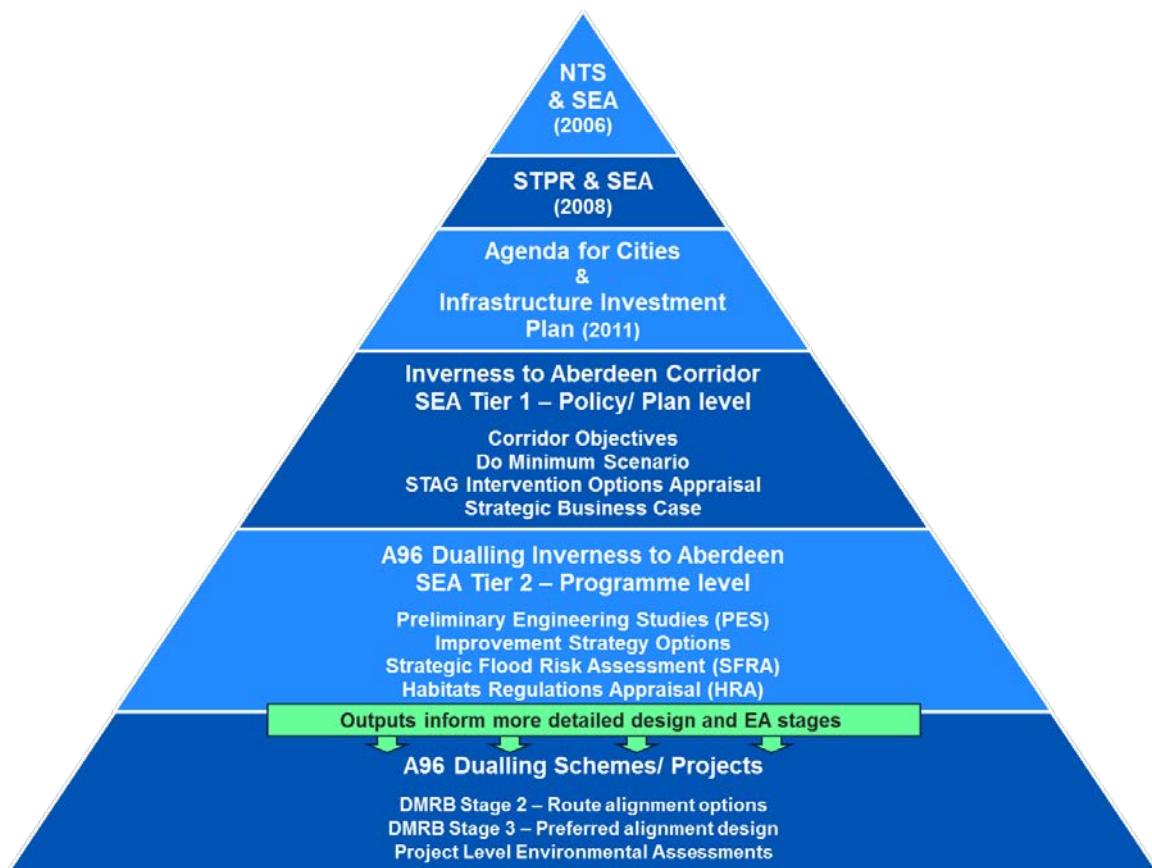 NTS
& SEA
(2006)
STPR & SEA
(2008)
Agenda for Cities
&
Infrastructure Investment
Plan (2011)
Inverness to Aberdeen Corridor
SEA Tier 1 – Policy/ Plan level
Corridor Objectives
Do Minimum Scenario
STAG Intervention Options Appraisal
Strategic Business Case
A96 Dualling Inverness to Aberdeen
SEA Tier 2 – Programme level
Preliminary Engineering Studies (PES)
Improvement Strategy Options
Strategic Flood Risk Assessment (SFRA)
Habitats Regulations Appraisal (HRA)
Outputs inform more detailed design and EA stages
A96 Dualling Schemes/ Projects
DMRB Stage 2 – Route alignment options
DMRB Stage 3 – Preferred alignment design
Project Level Environmental Assessments